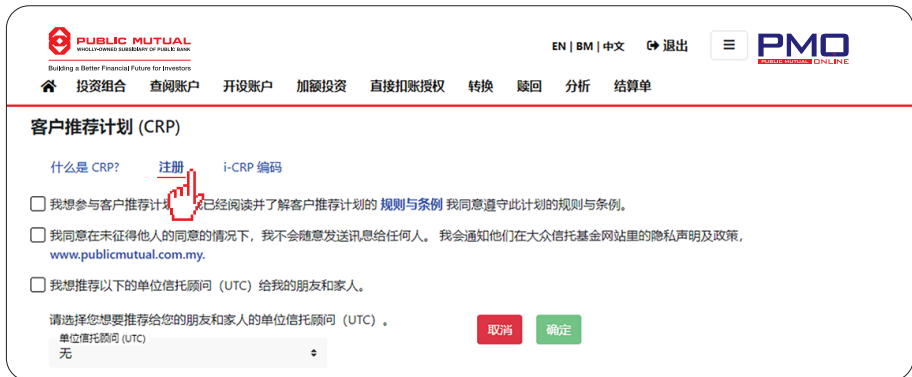 PUBLIC MUTUAL
WHOLLY-OWNED SUBSIDIARY OF PUBLIC BANK
Building a Better Financial Future for Investors
EN | BM | 中文 退出
PMO
PUBLIC MUTUAL ONLINE
投资组合 查阅账户 开设账户 加额投资 直接扣账授权 转换 赎回 分析 结算单
客户推荐计划 (CRP)
什么是 CRP? 注册 i-CRP 编码
我想参与客户推荐计 已经阅读并了解客户推荐计划的 规则与条例 我同意遵守此计划的规则与条例。
我同意在未征得他人的同意的情况下，我不会随意发送讯息给任何人。 我会通知他们在大众信托基金网站里的隐私声明及政策，
www.publicmutual.com.my.
我想推荐以下的单位信托顾问（UTC）给我的朋友和家人。
请选择您想要推荐给您的朋友和家人的单位信托顾问（UTC）。
取消 确定
单位信托顾问 (UTC)
无